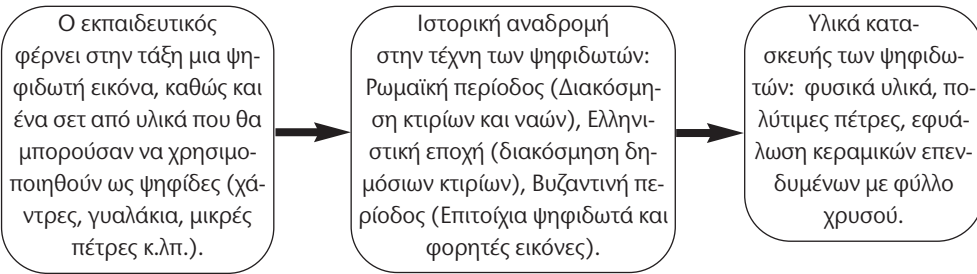 Ο εκπαιδευτικός
φέρνει στην τάξη μια ψη-
φιδωτή εικόνα, καθώς και
ένα σετ από υλικά που θα
μπορούσαν να χρησιμο-
ποιηθούν ως ψηφίδες (χά-
ντρες, γυαλάκια, μικρές
πέτρες κ.λπ.).
Ιστορική αναδρομή
στην τέχνη των ψηφιδωτών:
Ρωμαϊκή περίοδος (Διακόσμη-
ση κτιρίων και ναών), Ελληνι-
στική εποχή (διακόσμηση δη-
μόσιων κτιρίων), Βυζαντινή πε-
ρίοδος (Επιτοίχια ψηφιδωτά και
φορητές εικόνες).
Υλικά κατα-
σκευής των ψηφιδω-
τών: φυσικά υλικά, πο-
λύτιμες πέτρες, εφυά-
λωση κεραμικών επεν-
δυμένων με φύλλο
χρυσού.